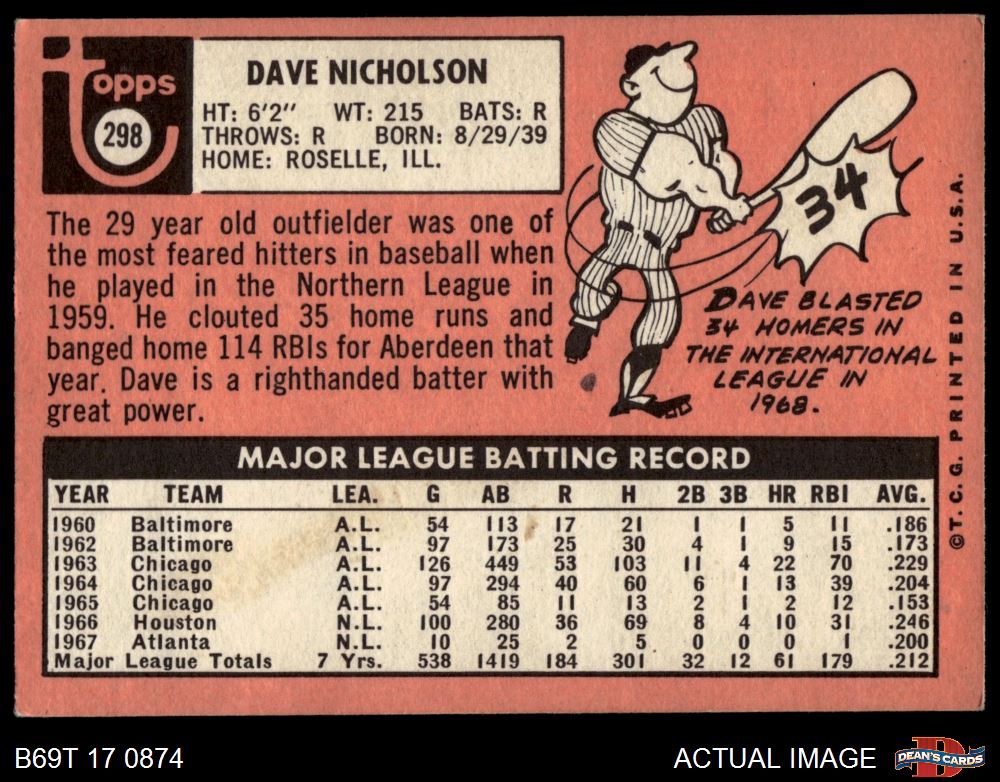 Topps
298
DAVE NICHOLSON
HT: 6'2" WT: 215 BATS: R
THROWS: R BORN: 8/29/39
HOME: ROSELLE, ILL.
The 29 year old outfielder was one of
the most feared hitters in baseball when
he played in the Northern League in
1959. He clouted 35 home runs and
banged home 114 RBIs for Aberdeen that
year. Dave is a righthanded batter with
great power.
34
DAVE BLASTED
34 HOMERS IN
THE INTERNATIONAL
LEAGUE IN
1968.
©T. C. G. PRINTED IN U.S.A.
MAJOR LEAGUE BATTING RECORD
YEAR TEAM LEA. G AB R H 2B 3B HR RBI AVG.
1960 Baltimore A.L. 54 113 17 21 1 1 5 11 .186
1962 Baltimore A.L. 97 173 25 30 4 1 9 15 .173
1963 Chicago A.L. 126 449 53 103 11 4 22 70 .229
1964 Chicago A.L. 97 294 40 60 6 1 13 39 .204
1965 Chicago A.L. 54 85 11 13 2 1 2 12 .153
1966 Houston N.L. 100 280 36 69 8 4 10 31 .246
1967 Atlanta N.L. 10 25 2 5 0 0 0 1 .200
Major League Totals 7 Yrs. 538 1419 184 301 32 12 61 179 .212
B69T 17 0874
ACTUAL IMAGE
D
DEAN'S CARDS